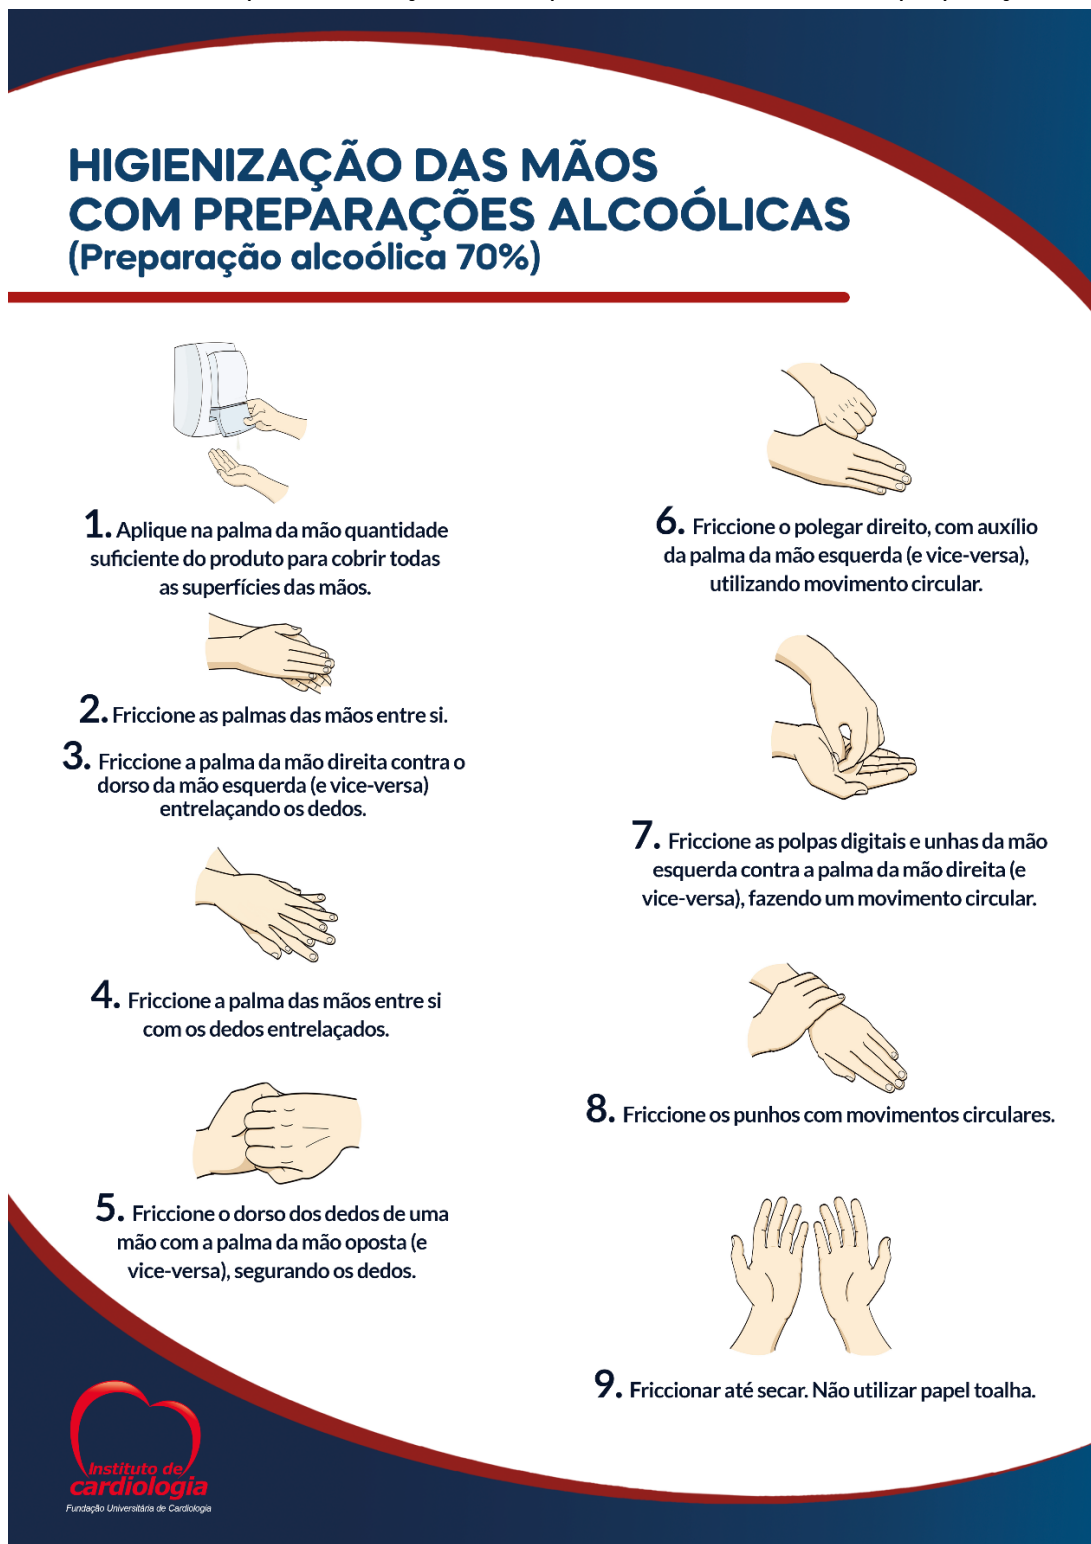 HIGIENIZAÇÃO DAS MÃOS
COM PREPARAÇÕES ALCOÓLICAS
(Preparação alcoólica 70%)
1. Aplique na palma da mão quantidade
suficiente do produto para cobrir todas
as superfícies das mãos.
2. Friccione as palmas das mãos entre si.
3. Friccione a palma da mão direita contra o
dorso da mão esquerda (e vice-versa)
entrelaçando os dedos.
4. Friccione a palma das mãos entre si
com os dedos entrelaçados.
5. Friccione o dorso dos dedos de uma
mão com a palma da mão oposta (e
vice-versa), segurando os dedos.
6. Friccione o polegar direito, com auxílio
da palma da mão esquerda (e vice-versa),
utilizando movimento circular.
7. Friccione as polpas digitais e unhas da mão
esquerda contra a palma da mão direita (e
vice-versa), fazendo um movimento circular.
8. Friccione os punhos com movimentos circulares.
9. Friccionar até secar. Não utilizar papel toalha.
Instituto de
cardiologia
Fundação Universitária de Cardiologia